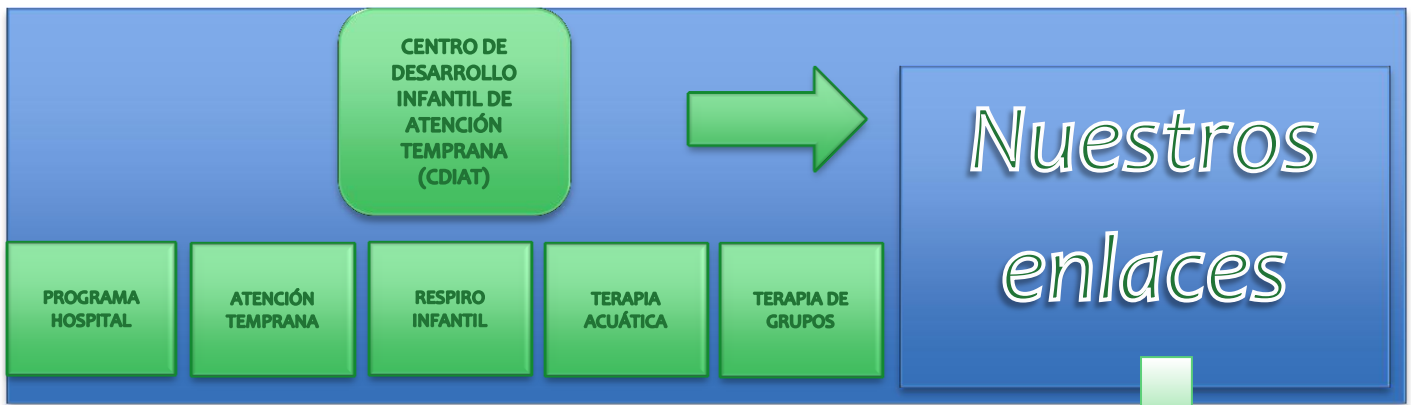 CENTRO DE
DESARROLLO
INFANTIL DE
ATENCIÓN
TEMPRANA
(CDIAT)
Nuestros
enlaces
PROGRAMA
HOSPITAL
ATENCIÓN
TEMPRANA
RESPIRO
INFANTIL
TERAPIA
ACUÁTICA
TERAPIA DE
GRUPOS